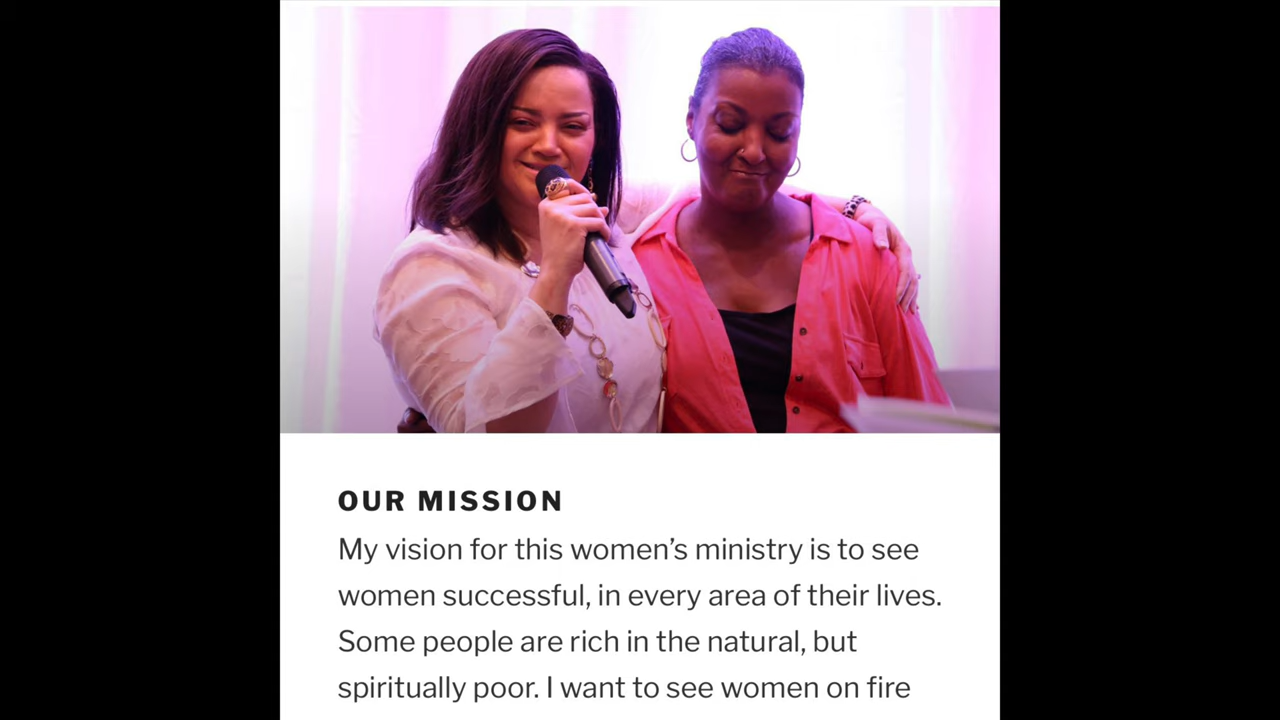 OUR MISSION
My vision for this women’s ministry is to see
women successful, in every area of their lives.
Some people are rich in the natural, but
spiritually poor. I want to see women on fire